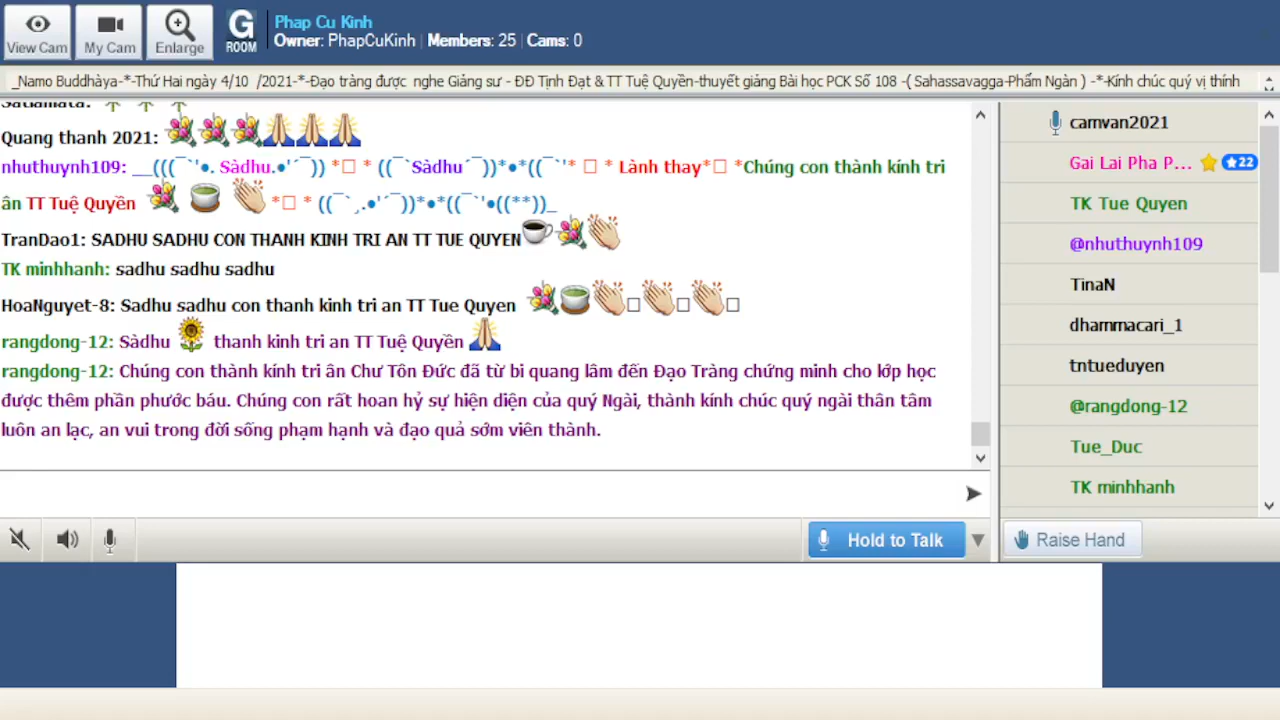 View Cam
My Cam
Enlarge
G
ROOM
Phap Cu Kinh
Owner: PhapCuKinh | Members: 25 | Cams: 0
_Namo Buddhàya-*-Thứ Hai ngày 4/10 /2021-*-Đạo tràng được nghe Giảng sư - ĐĐ Tịnh Đạt & TT Tuệ Quyền-thuyết giảng Bài học PCK Số 108 -( Sahassavagga-Phẩm Ngàn ) -*-Kính chúc quý vị thính
Quang thanh 2021:
nhuthuynh109: __(((¯`'•. Sàdhu.•'´¯)) *□ * ((¯`Sàdhu´¯))*•*((¯`'* □ * Lành thay*□ *Chúng con thành kính tri
ân TT Tuệ Quyền *□ * ((¯`¸.•'´¯))*•*((¯`'•((**))_
TranDao1: SADHU SADHU CON THANH KINH TRI AN TT TUE QUYEN
TK minhhanh: sadhu sadhu sadhu
HoaNguyet-8: Sadhu sadhu con thanh kinh tri an TT Tue Quyen
rangdong-12: Sàdhu thanh kinh tri an TT Tuệ Quyền
rangdong-12: Chúng con thành kính tri ân Chư Tôn Đức đã từ bi quang lâm đến Đạo Tràng chứng minh cho lớp học
được thêm phần phước báu. Chúng con rất hoan hỷ sự hiện diện của quý Ngài, thành kính chúc quý ngài thân tâm
luôn an lạc, an vui trong đời sống phạm hạnh và đạo quả sớm viên thành.
camvan2021
Gai Lai Pha P... ★22
TK Tue Quyen
@nhuthuynh109
TinaN
dhammacari_1
tntueduyen
@rangdong-12
Tue_Duc
TK minhhanh
Hold to Talk
Raise Hand